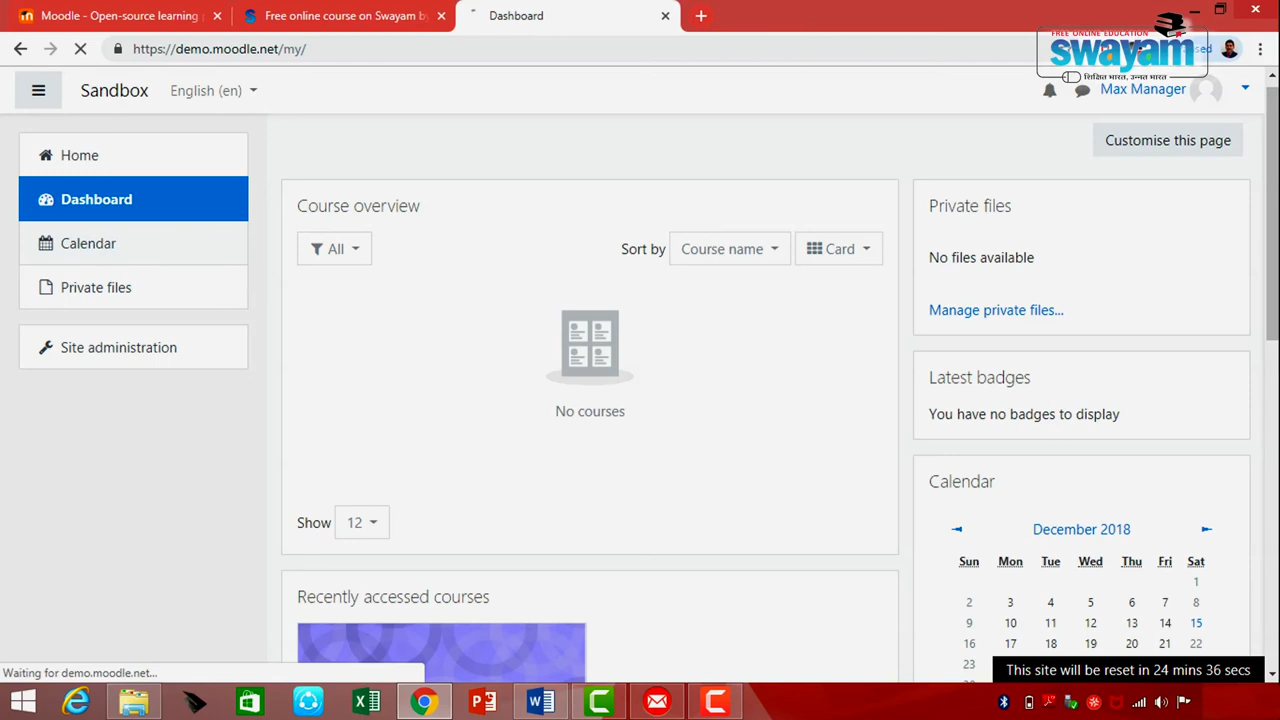 Moodle - Open-source learning
Free online course on Swayam by
Dashboard
https://demo.moodle.net/my/
FREE ONLINE EDUCATION
swayam
शिक्षित भारत, उन्नत भारत
Sandbox
English (en)
Max Manager
Customise this page
Home
Dashboard
Calendar
Private files
Site administration
Course overview
All
Sort by
Course name
Card
No courses
Show
12
Recently accessed courses
Private files
No files available
Manage private files...
Latest badges
You have no badges to display
Calendar
December 2018
Sun Mon Tue Wed Thu Fri Sat
1
2 3 4 5 6 7 8
9 10 11 12 13 14 15
16 17 18 19 20 21 22
23
This site will be reset in 24 mins 36 secs
Waiting for demo.moodle.net...